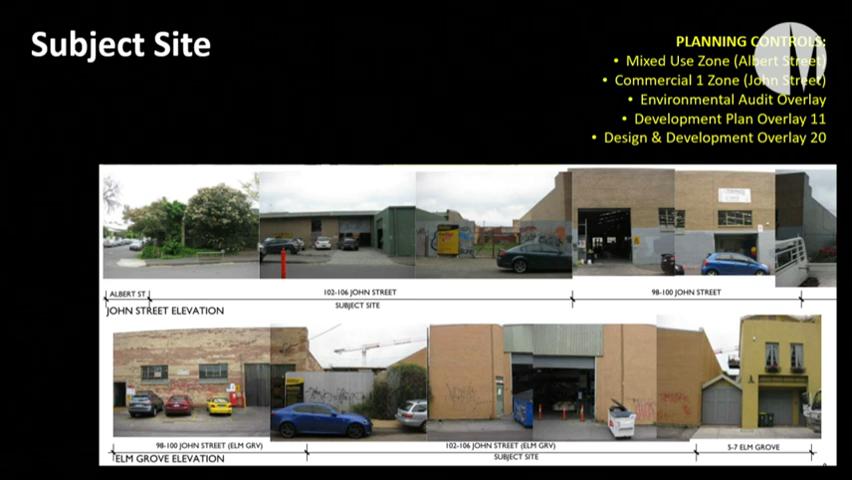 Subject Site
PLANNING CONTROLS:
• Mixed Use Zone (Albert Street)
• Commercial 1 Zone (John Street)
• Environmental Audit Overlay
• Development Plan Overlay 11
• Design & Development Overlay 20
ALBERT ST
102-106 JOHN STREET
98-100 JOHN STREET
SUBJECT SITE
JOHN STREET ELEVATION
98-100 JOHN STREET (ELM GRV)
102-106 JOHN STREET (ELM GRV)
5-7 ELM GROVE
SUBJECT SITE
ELM GROVE ELEVATION